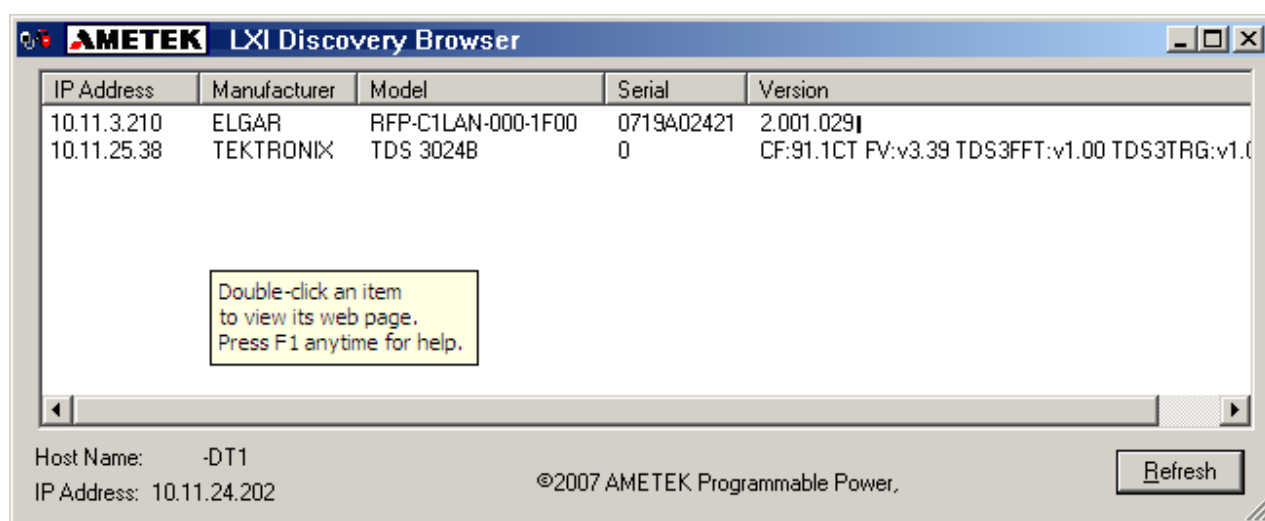 AMETEK LXI Discovery Browser
IP Address Manufacturer Model Serial Version
10.11.3.210 ELGAR RFP-C1LAN-000-1F00 0719A02421 2.001.029
10.11.25.38 TEKTRONIX TDS 3024B 0 CF:91.1CT FV:v3.39 TDS3FFT:v1.00 TDS3TRG:v1.0
Double-click an item
to view its web page.
Press F1 anytime for help.
Host Name: -DT1
IP Address: 10.11.24.202
©2007 AMETEK Programmable Power,
Refresh